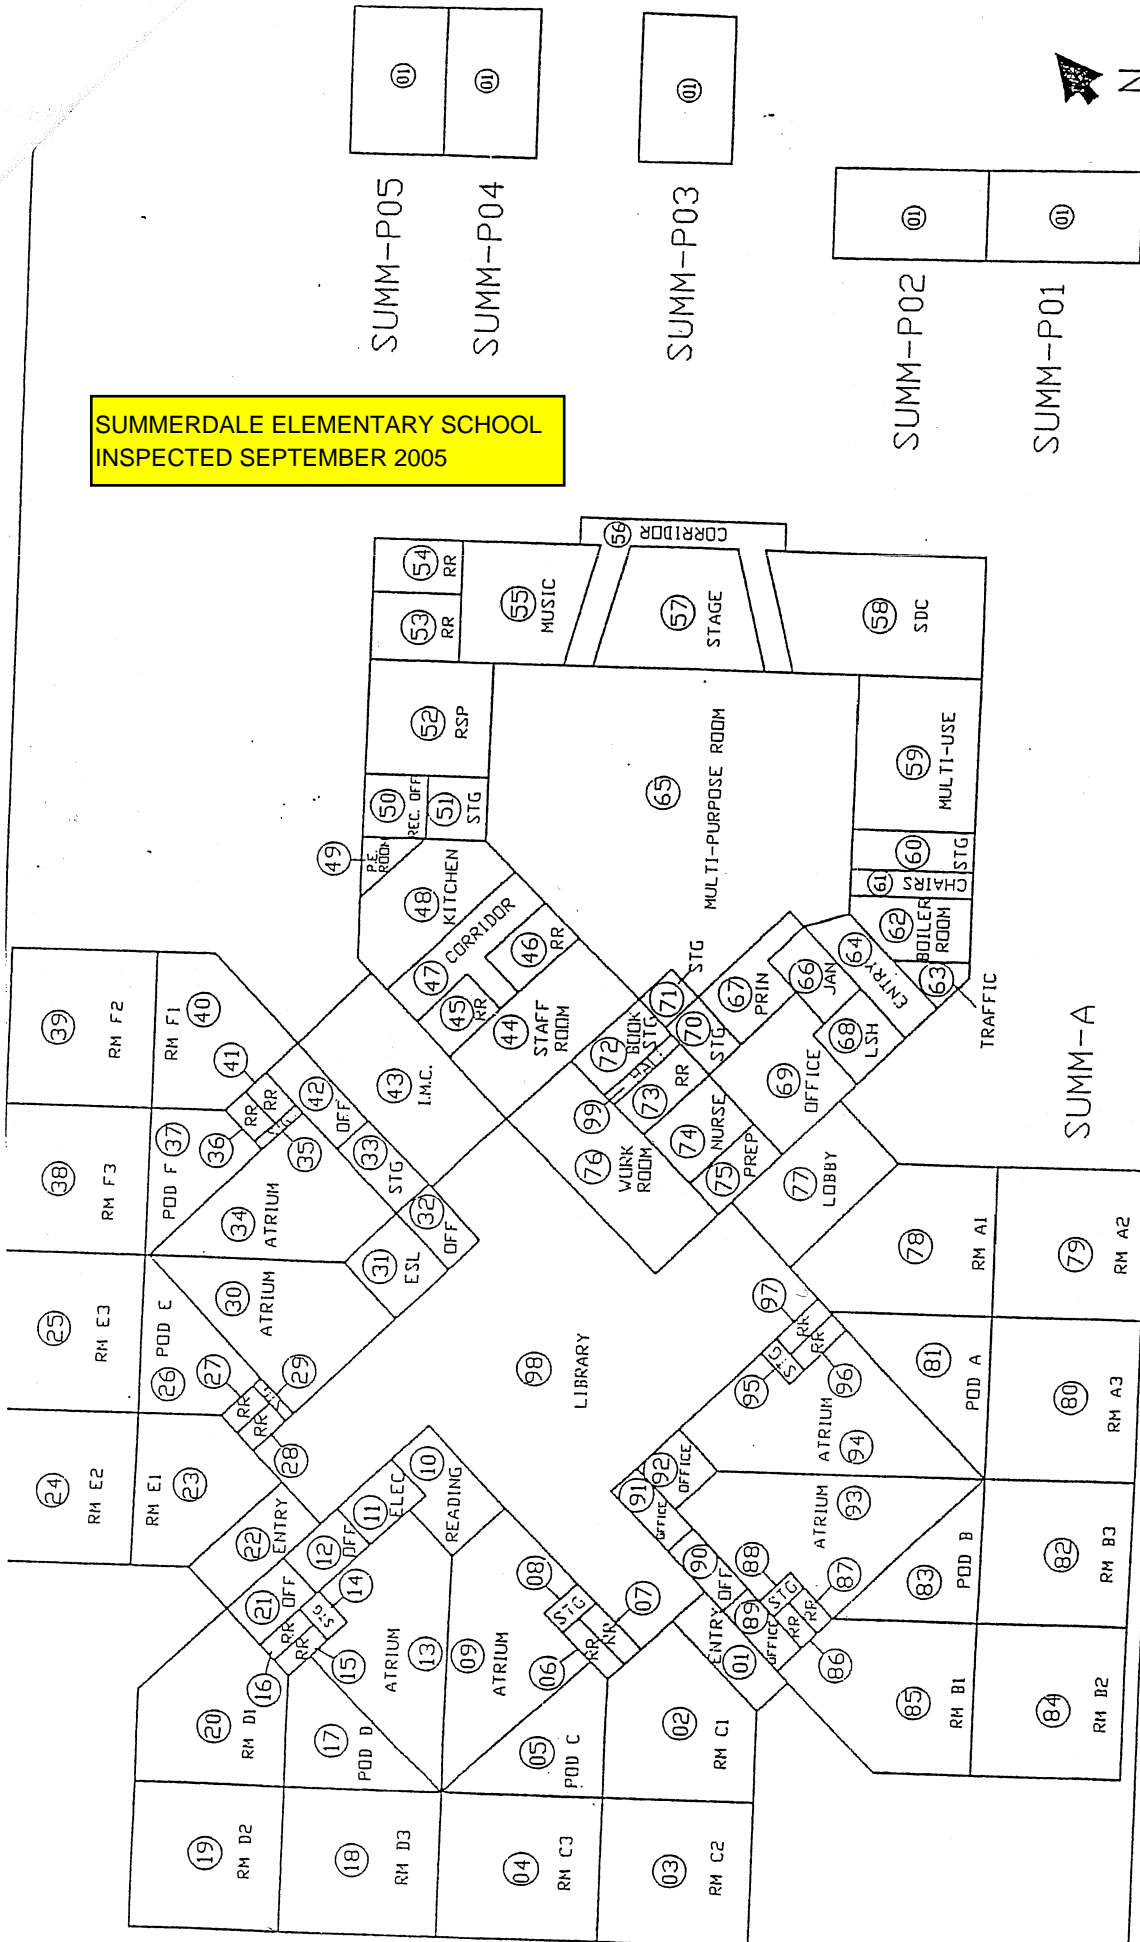 SUMMERDALE ELEMENTARY SCHOOL
INSPECTED SEPTEMBER 2005
N
01
SUMM-P05
01
SUMM-P04
01
SUMM-P03
01
SUMM-P02
01
SUMM-P01
SUMM-A
39
RM F2
38
RM F3
25
RM E3
24
RM E2
40
RM F1
41
RR
37
POD F
36
RR
35
42
OFF
43
I.M.C.
33
STG
34
ATRIUM
32
OFF
31
ESL
30
ATRIUM
26
POD E
27
RR
29
28
RR
23
RM E1
22
ENTRY
21
OFF
12
OFF
11
ELEC
10
READING
14
STG
15
RR
16
RR
13
ATRIUM
09
ATRIUM
20
RM D1
17
POD D
19
RM D2
18
RM D3
04
RM C3
03
RM C2
05
POD C
02
RM C1
06
RR
07
RR
08
STG
01
ENTRY
54
RR
53
RR
55
MUSIC
56
CORRIDOR
57
STAGE
58
SDC
52
RSP
50
REC. OFF
51
STG
49
P.E.
ROOM
48
KITCHEN
47
CORRIDOR
46
RR
45
RR
44
STAFF
ROOM
65
MULTI-PURPOSE ROOM
59
MULTI-USE
60
STG
61
CHAIRS
62
BOILER
ROOM
63
TRAFFIC
64
ENTRY
66
JAN
67
PRIN
68
LSH
69
OFFICE
70
STG
71
STG
72
BOOK
STG
99
73
RR
74
NURSE
75
PREP
76
WORK
ROOM
77
LOBBY
98
LIBRARY
78
RM A1
79
RM A2
80
RM A3
81
POD A
97
RR
96
RR
95
STG
94
ATRIUM
93
ATRIUM
92
OFFICE
91
OFFICE
90
OFF
89
OFFICE
88
STG
87
RR
86
RR
83
POD B
82
RM B3
85
RM B1
84
RM B2